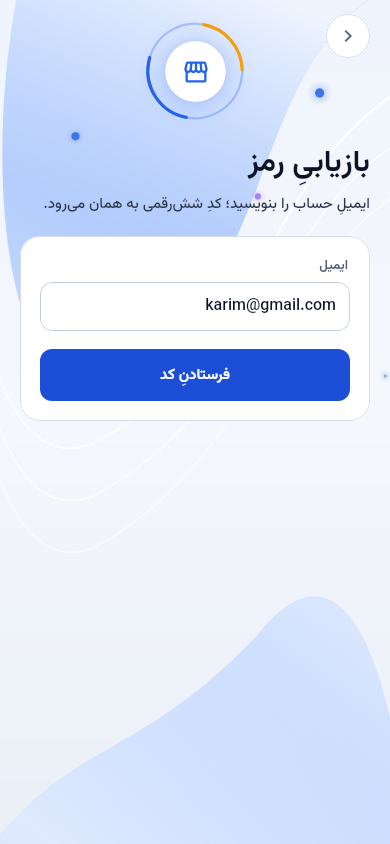 بازیابیِ رمز
ایمیلِ حساب را بنویسید؛ کدِ شش‌رقمی به همان می‌رود.
ایمیل
karim@gmail.com
فرستادنِ کد